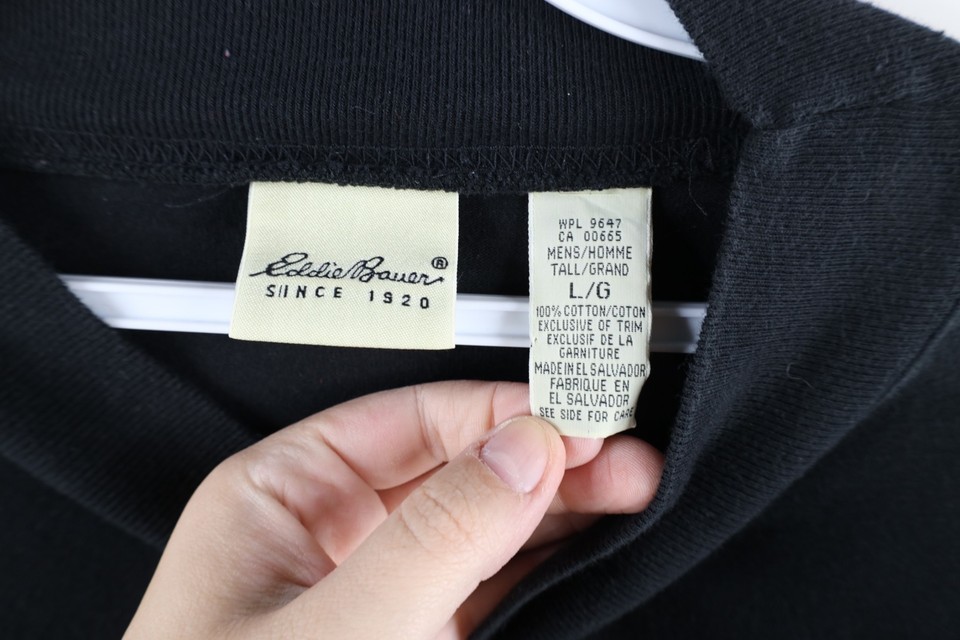 Eddie Bauer®
SINCE 1920
WPL 9647
CA 00665
MENS/HOMME
TALL/GRAND
L/G
100% COTTON/COTON
EXCLUSIVE OF TRIM
EXCLUSIF DE LA
GARNITURE
MADE IN EL SALVADOR
FABRIQUE EN
EL SALVADOR
SEE SIDE FOR CARE